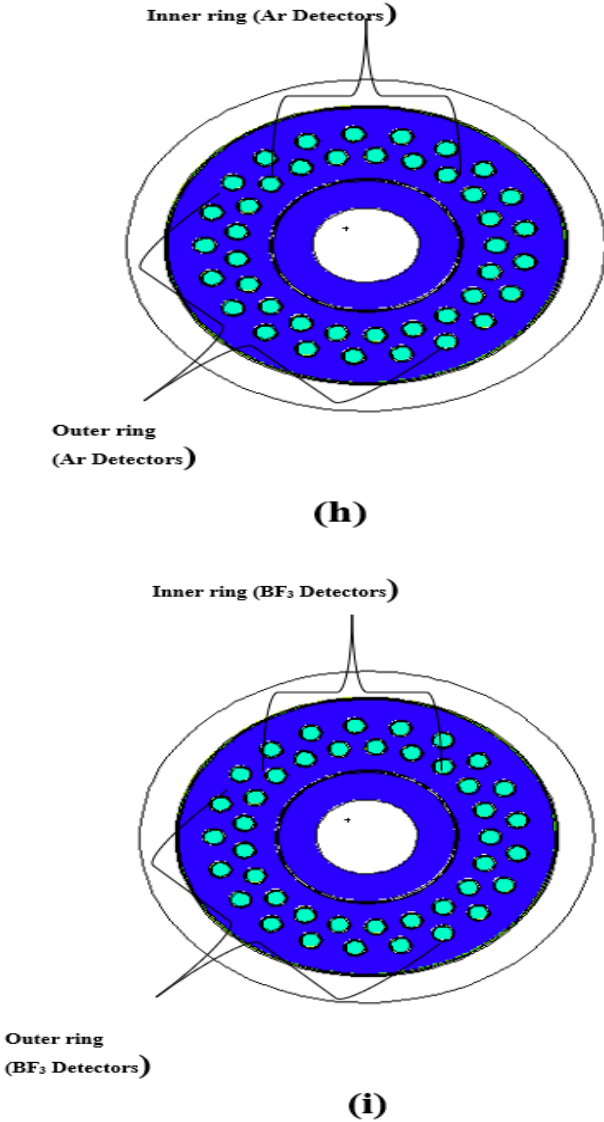 Inner ring (Ar Detectors)
Outer ring
(Ar Detectors)
(h)
Inner ring (BF₃ Detectors)
Outer ring
(BF₃ Detectors)
(i)